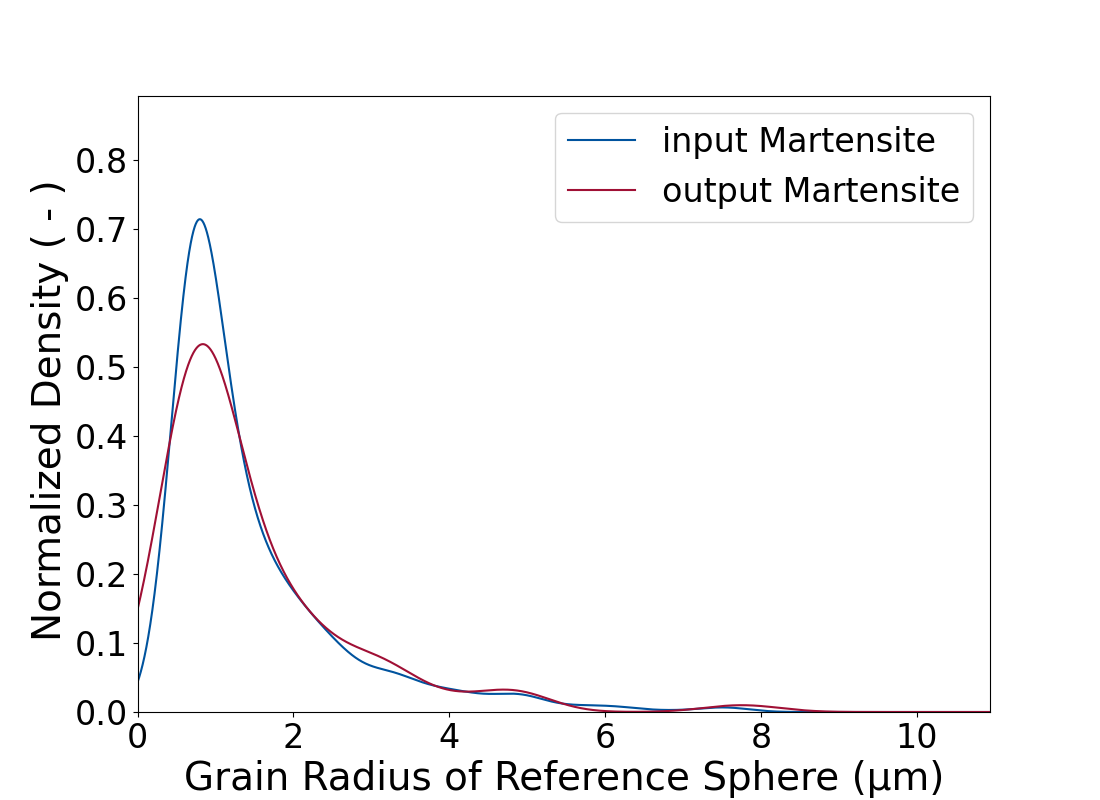 input Martensite
output Martensite
Normalized Density ( - )
0.8
0.7
0.6
0.5
0.4
0.3
0.2
0.1
0.0
0 2 4 6 8 10
Grain Radius of Reference Sphere (μm)